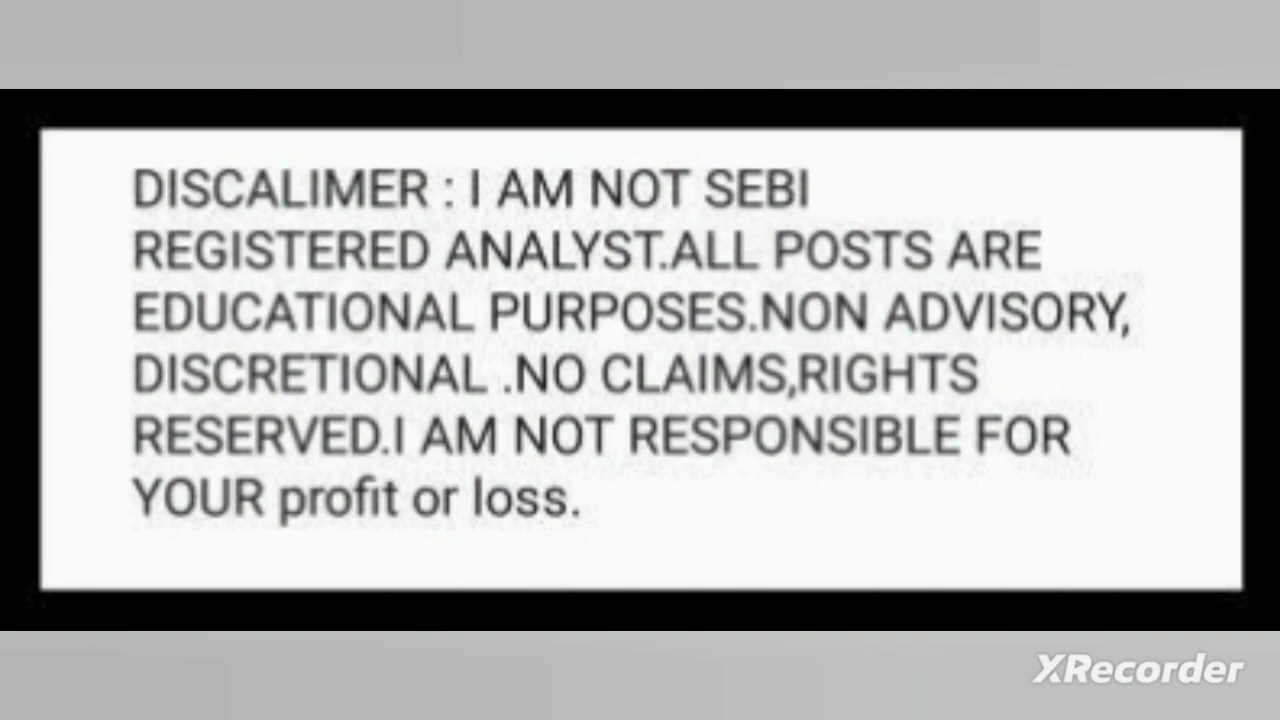 DISCALIMER : I AM NOT SEBI
REGISTERED ANALYST.ALL POSTS ARE
EDUCATIONAL PURPOSES.NON ADVISORY,
DISCRETIONAL .NO CLAIMS,RIGHTS
RESERVED.I AM NOT RESPONSIBLE FOR
YOUR profit or loss.
XRecorder